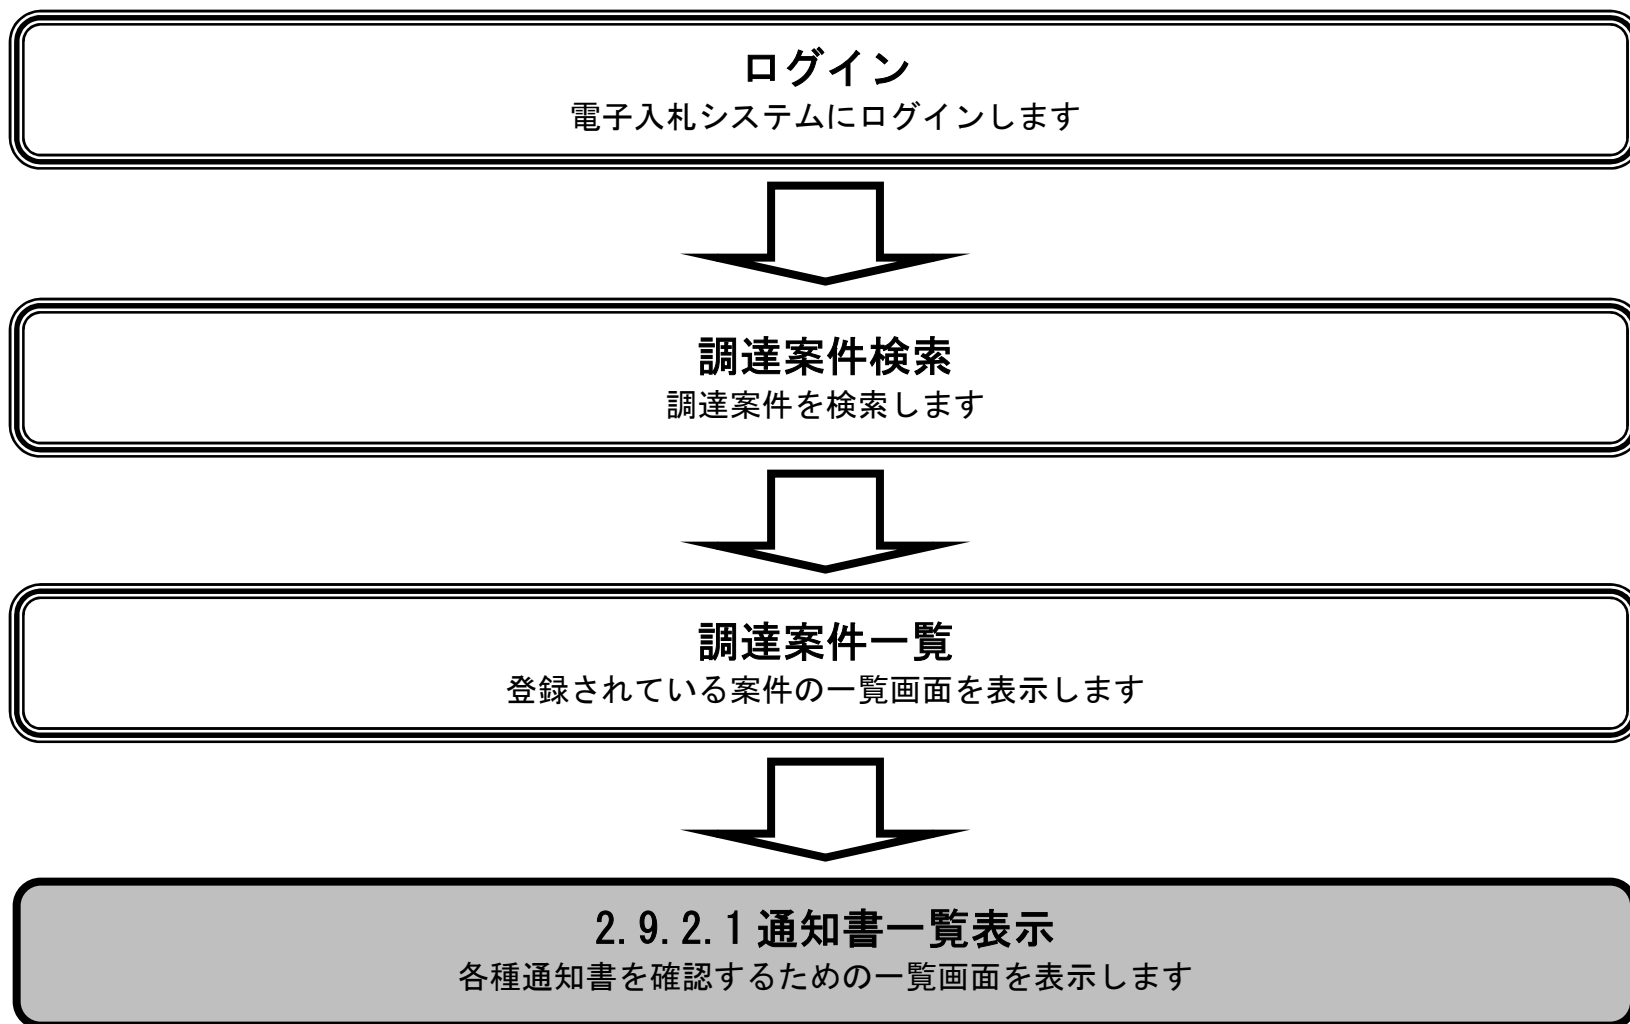 ログイン
電子入札システムにログインします
調達案件検索
調達案件を検索します
調達案件一覧
登録されている案件の一覧画面を表示します
2.9.2.1通知書一覧表示
各種通知書を確認するための一覧画面を表示します